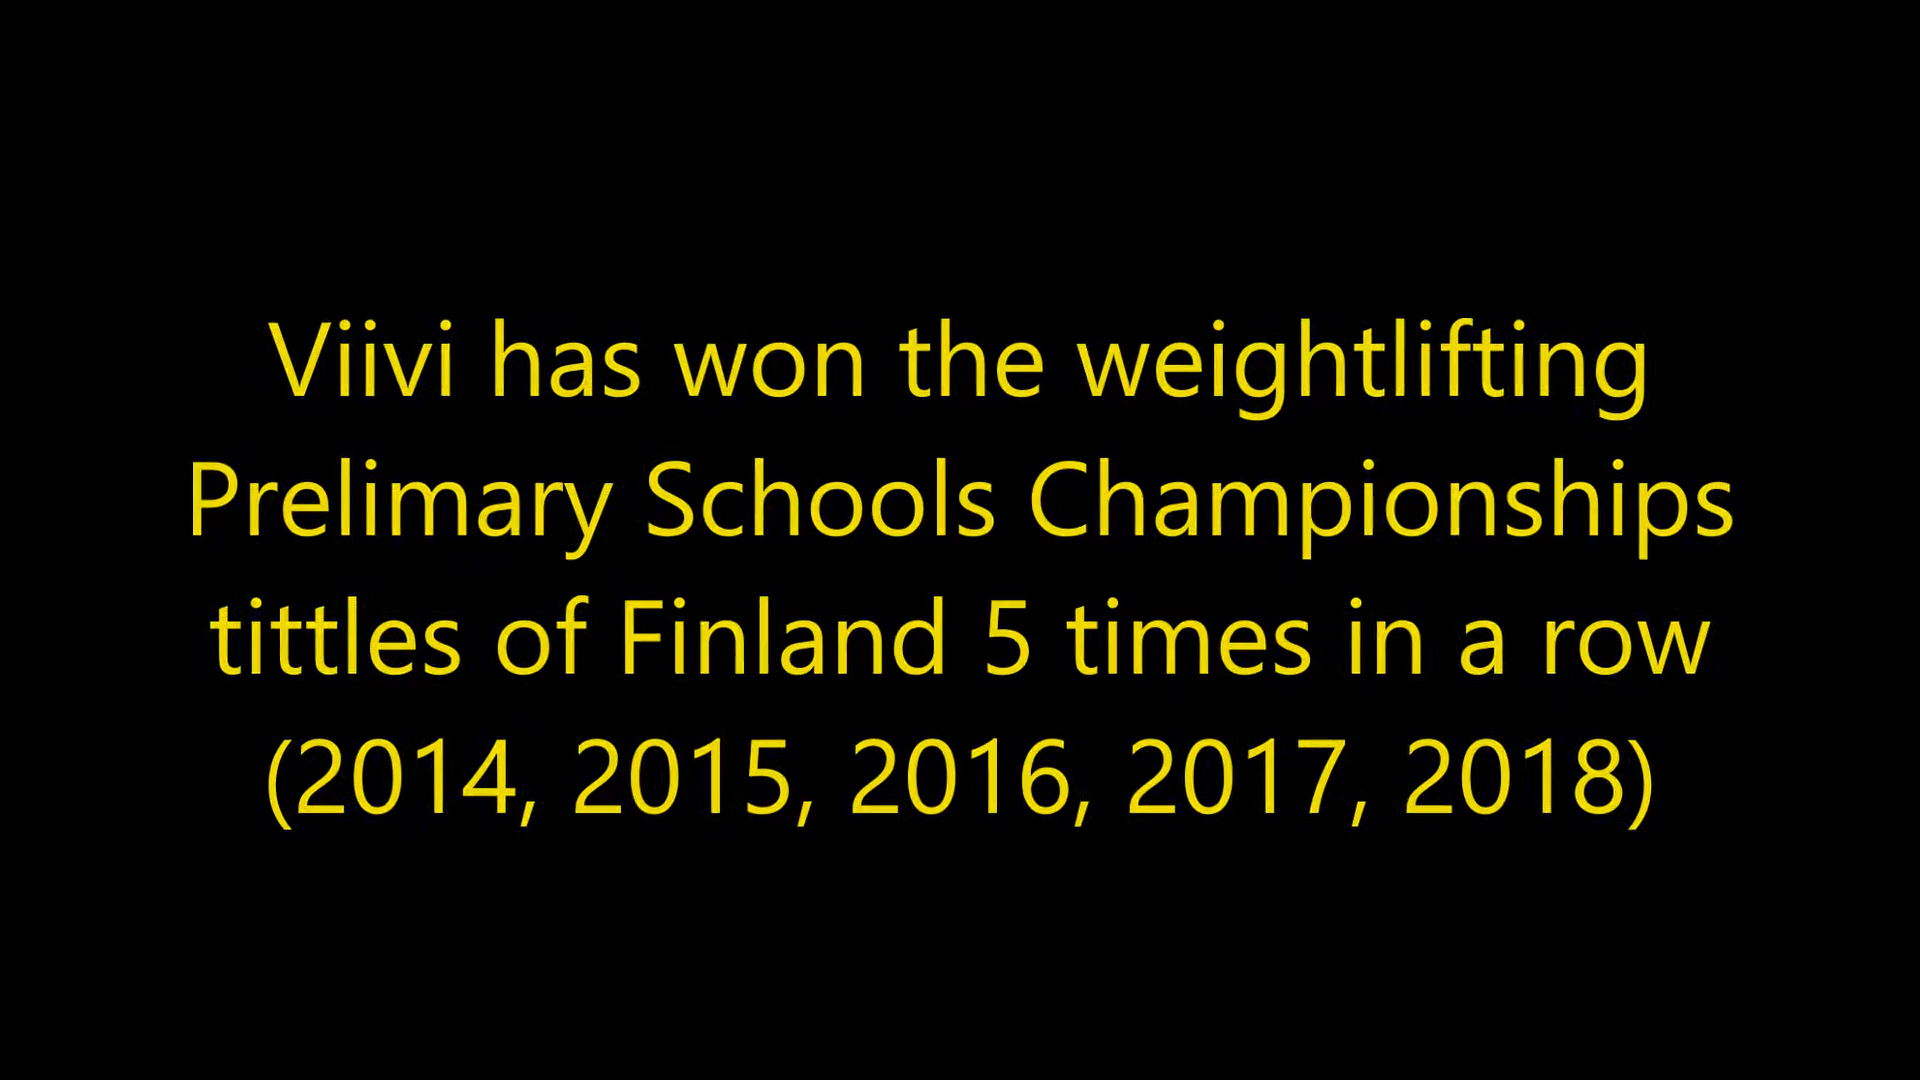 Viivi has won the weightlifting
Prelimary Schools Championships
tittles of Finland 5 times in a row
(2014, 2015, 2016, 2017, 2018)